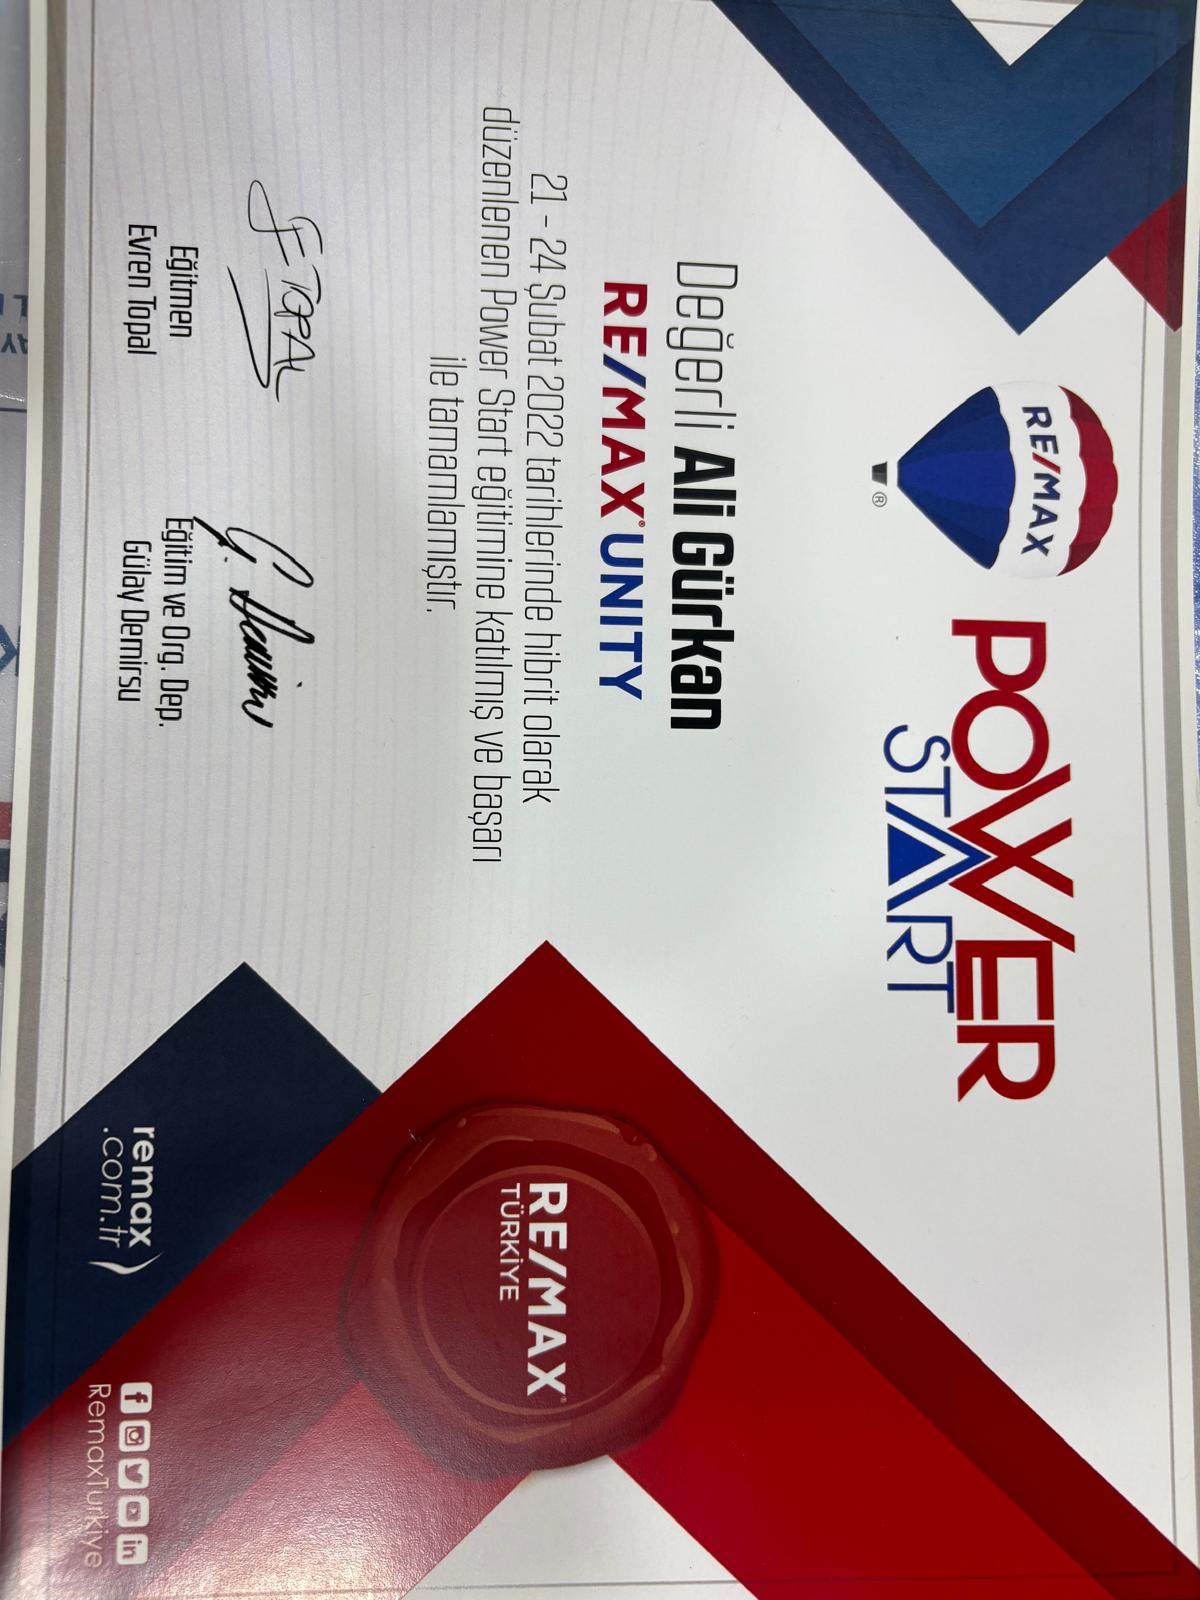 RE/MAX
®
POWER
START
Değerli Ali Gürkan
RE/MAX® UNITY
21 - 24 Şubat 2022 tarihlerinde hibrit olarak
düzenlenen Power Start eğitimine katılmış ve başarı
ile tamamlamıştır.
E TOPAL
Eğitmen
Evren Topal
Eğitim ve Org. Dep.
Gülay Demirsu
RE/MAX®
TÜRKİYE
remax
.com.tr
RemaxTurkiye